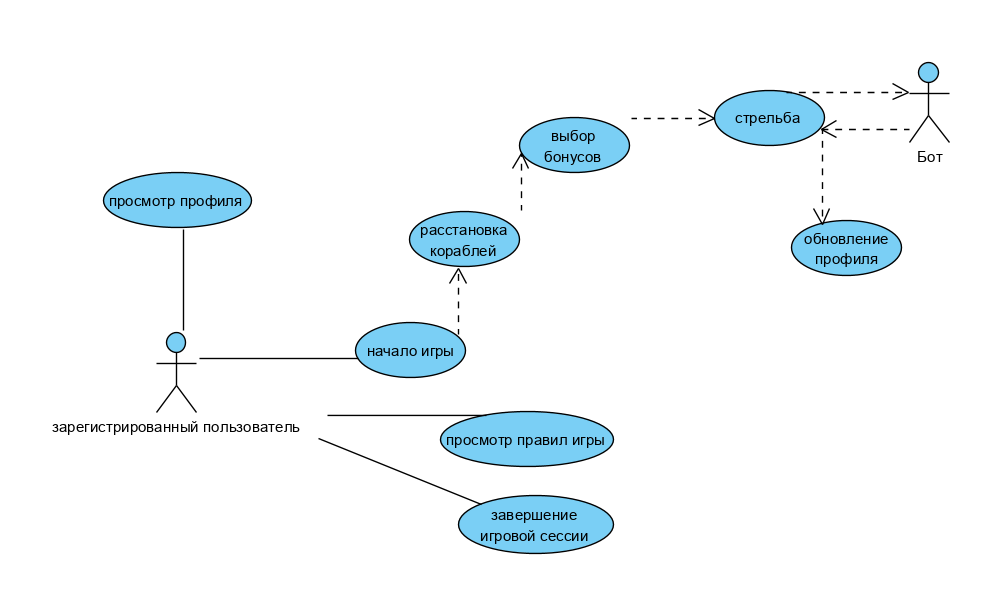 стрельба
Бот
выбор
бонусов
просмотр профиля
расстановка
кораблей
обновление
профиля
начало игры
зарегистрированный пользователь
просмотр правил игры
завершение
игровой сессии